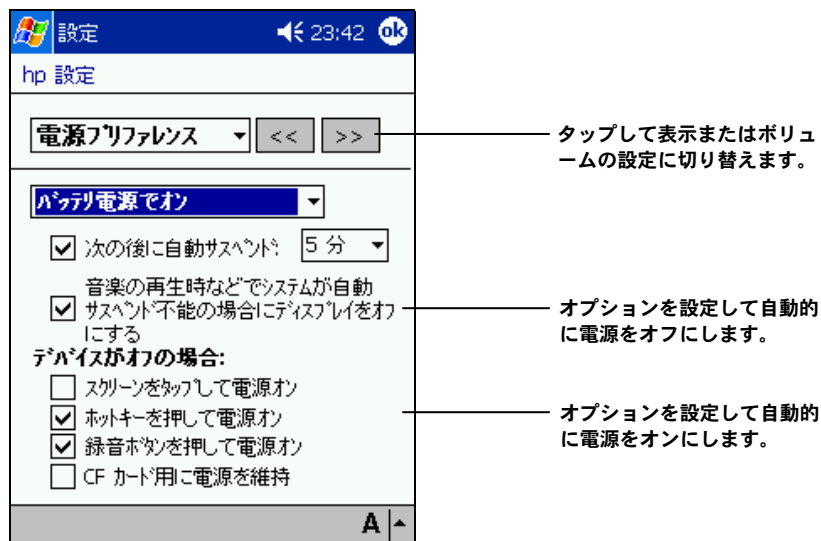 設定 23:42 ok
hp 設定
電源プリファレンス << >>
タップして表示またはボリュ
ームの設定に切り替えます。
バッテリ電源でオン
次の後に自動サスペンド: 5 分
音楽の再生時などでシステムが自動
サスペンド不能の場合にディスプレイをオフ
にする
オプションを設定して自動的
に電源をオフにします。
デバイスがオフの場合:
スクリーンをタップして電源オン
ホットキーを押して電源オン
録音ボタンを押して電源オン
CF カード用に電源を維持
オプションを設定して自動的
に電源をオンにします。
A